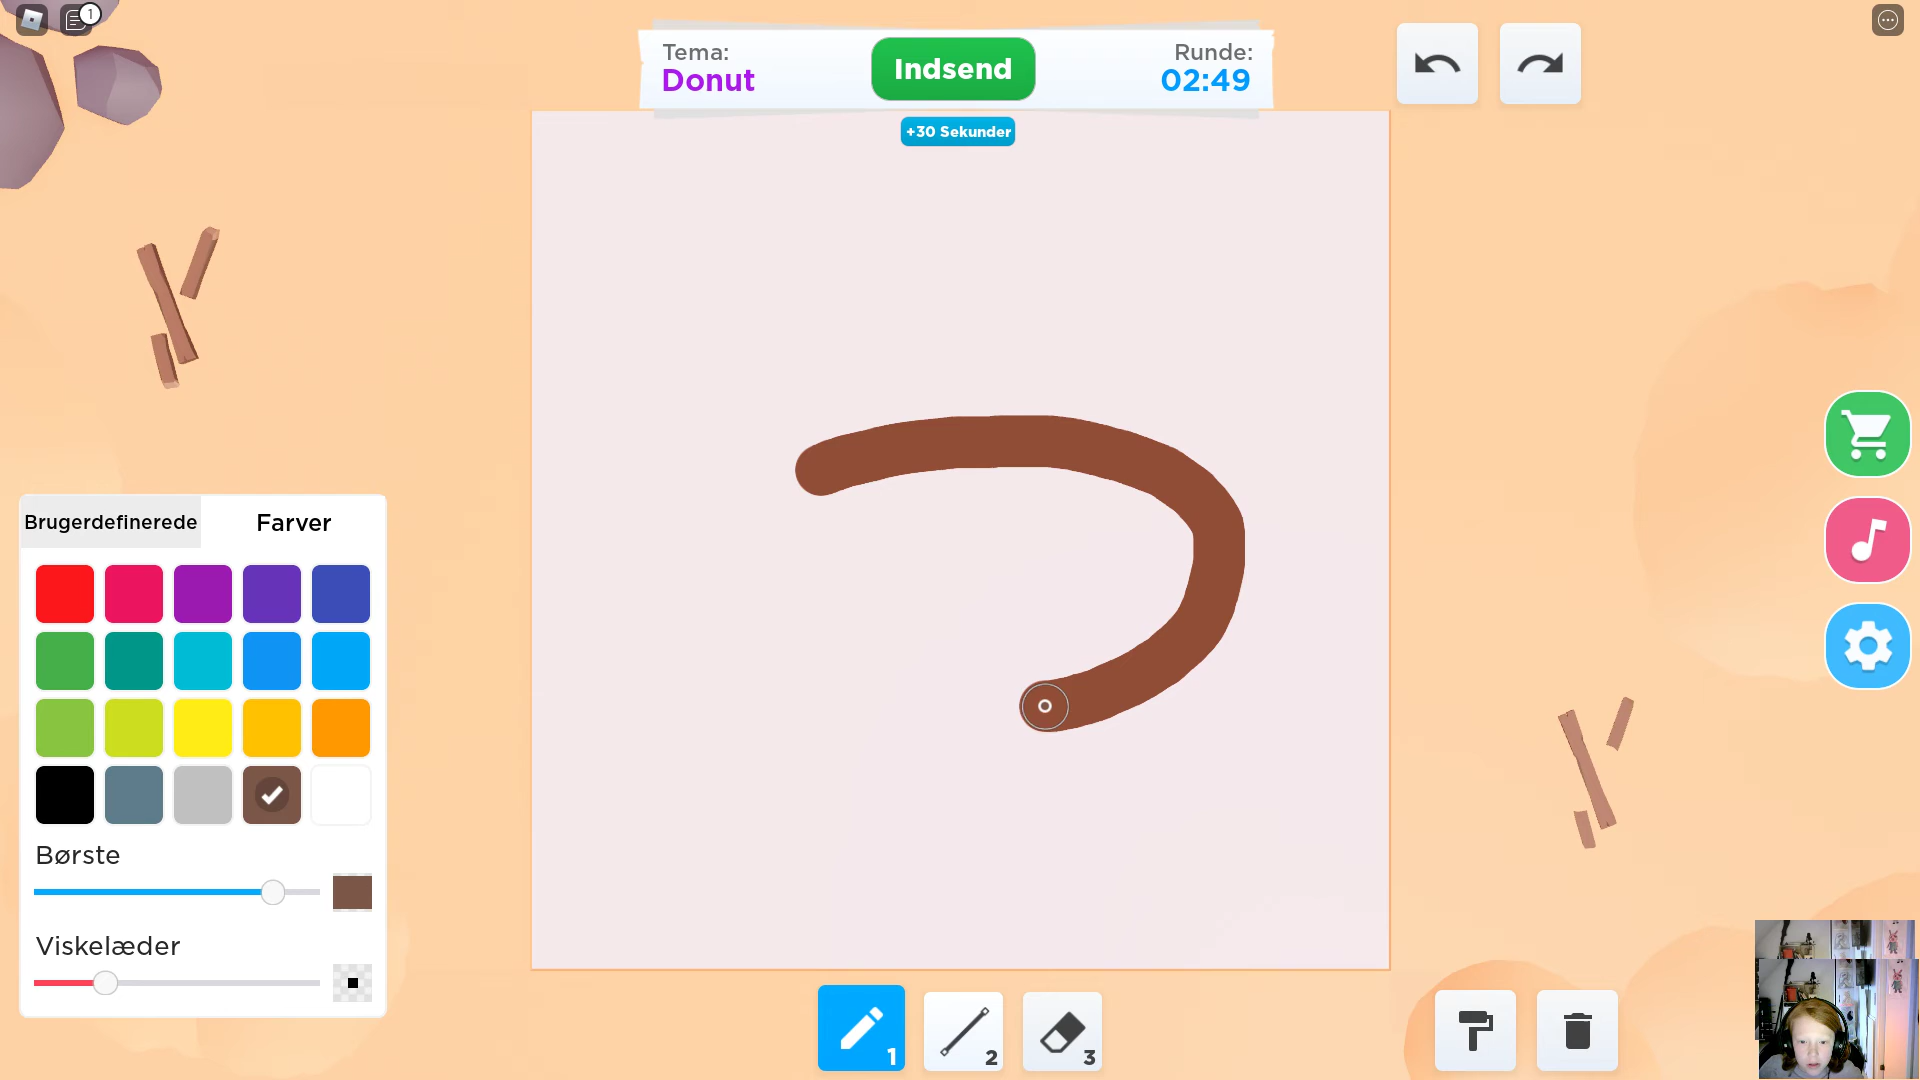 1
Tema:
Donut
Indsend
Runde:
02:49
+30 Sekunder
Brugerdefinerede
Farver
Børste
Viskelæder
1
2
3